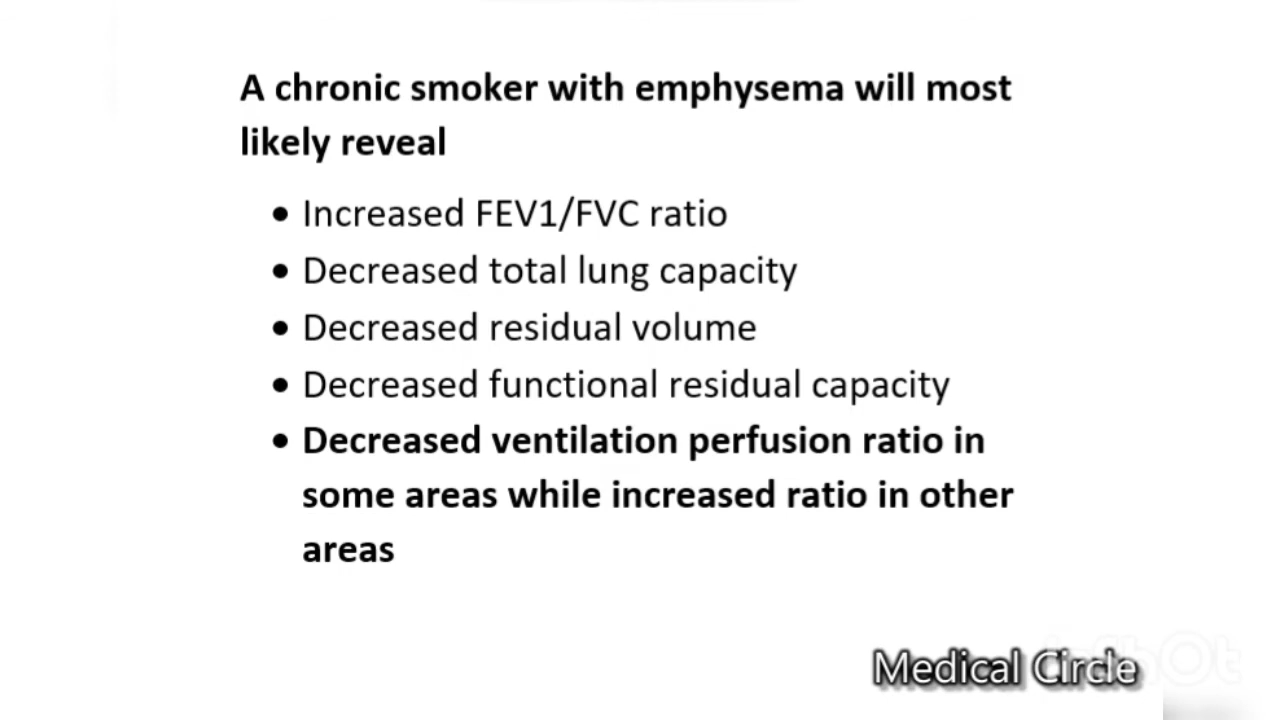 A chronic smoker with emphysema will most
likely reveal
• Increased FEV1/FVC ratio
• Decreased total lung capacity
• Decreased residual volume
• Decreased functional residual capacity
• Decreased ventilation perfusion ratio in
some areas while increased ratio in other
areas
Medical Circle